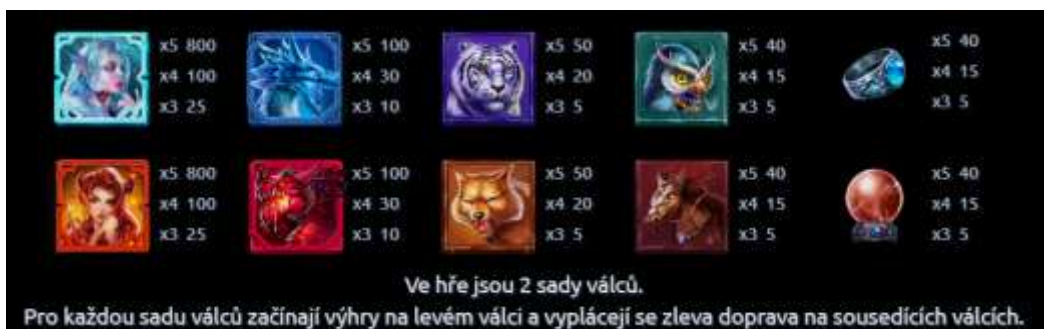 x5 800 x5 100 x5 50 x5 40 x5 40
x4 100 x4 30 x4 20 x4 15 x4 15
x3 25 x3 10 x3 5 x3 5 x3 5
x5 800 x5 100 x5 50 x5 40 x5 40
x4 100 x4 30 x4 20 x4 15 x4 15
x3 25 x3 10 x3 5 x3 5 x3 5
Ve hře jsou 2 sady válců.
Pro každou sadu válců začínají výhry na levém válci a vyplácejí se zleva doprava na sousedících válcích.